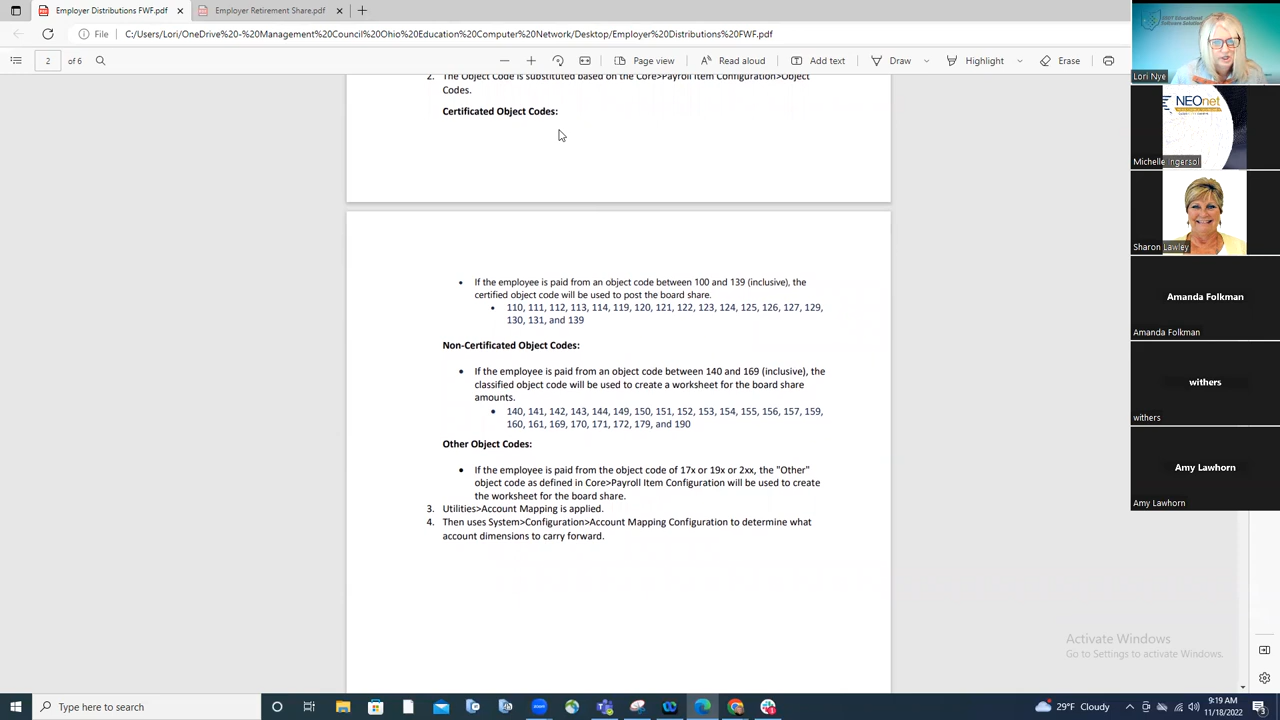 Employer Distributions FWF.pdf
Employer Retirement Share.pdf
File
C:/Users/Lori/OneDrive%20-%20Management%20Council%20Ohio%20Education%20Computer%20Network/Desktop/Employer%20Distributions%20FWF.pdf
2 of 6
Page view
Read aloud
Add text
Draw
Highlight
Erase
2. The Object Code is substituted based on the Core>Payroll Item Configuration>Object
Codes.
Certificated Object Codes:
• If the employee is paid from an object code between 100 and 139 (inclusive), the
certified object code will be used to post the board share.
• 110, 111, 112, 113, 114, 119, 120, 121, 122, 123, 124, 125, 126, 127, 129,
130, 131, and 139
Non-Certificated Object Codes:
• If the employee is paid from an object code between 140 and 169 (inclusive), the
classified object code will be used to create a worksheet for the board share
amounts.
• 140, 141, 142, 143, 144, 149, 150, 151, 152, 153, 154, 155, 156, 157, 159,
160, 161, 169, 170, 171, 172, 179, and 190
Other Object Codes:
• If the employee is paid from the object code of 17x or 19x or 2xx, the "Other"
object code as defined in Core>Payroll Item Configuration will be used to create
the worksheet for the board share.
3. Utilities>Account Mapping is applied.
4. Then uses System>Configuration>Account Mapping Configuration to determine what
account dimensions to carry forward.
Lori Nye
NEOnet
Michelle Ingersol
Sharon Lawley
Amanda Folkman
Amanda Folkman
withers
withers
Amy Lawhorn
Amy Lawhorn
Activate Windows
Go to Settings to activate Windows.
Type here to search
29°F Cloudy
9:19 AM
11/18/2022